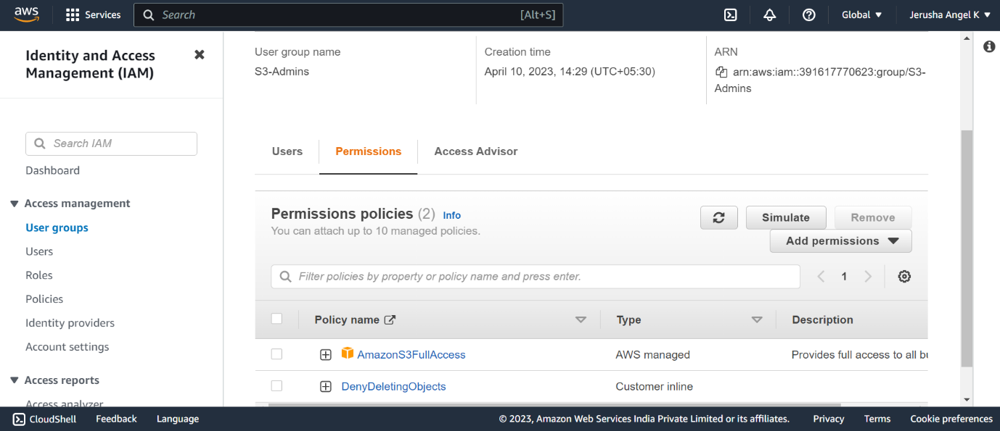 aws
Services
Search
[Alt+S]
Global
Jerusha Angel K
Identity and Access
Management (IAM)
Search IAM
Dashboard
Access management
User groups
Users
Roles
Policies
Identity providers
Account settings
Access reports
Access analyzer
User group name
S3-Admins
Creation time
April 10, 2023, 14:29 (UTC+05:30)
ARN
arn:aws:iam::391617770623:group/S3-
Admins
Users
Permissions
Access Advisor
Permissions policies (2) Info
You can attach up to 10 managed policies.
Simulate
Remove
Add permissions
Filter policies by property or policy name and press enter.
1
Policy name
Type
Description
AmazonS3FullAccess
AWS managed
Provides full access to all bu
DenyDeletingObjects
Customer inline
CloudShell
Feedback
Language
© 2023, Amazon Web Services India Private Limited or its affiliates.
Privacy
Terms
Cookie preferences